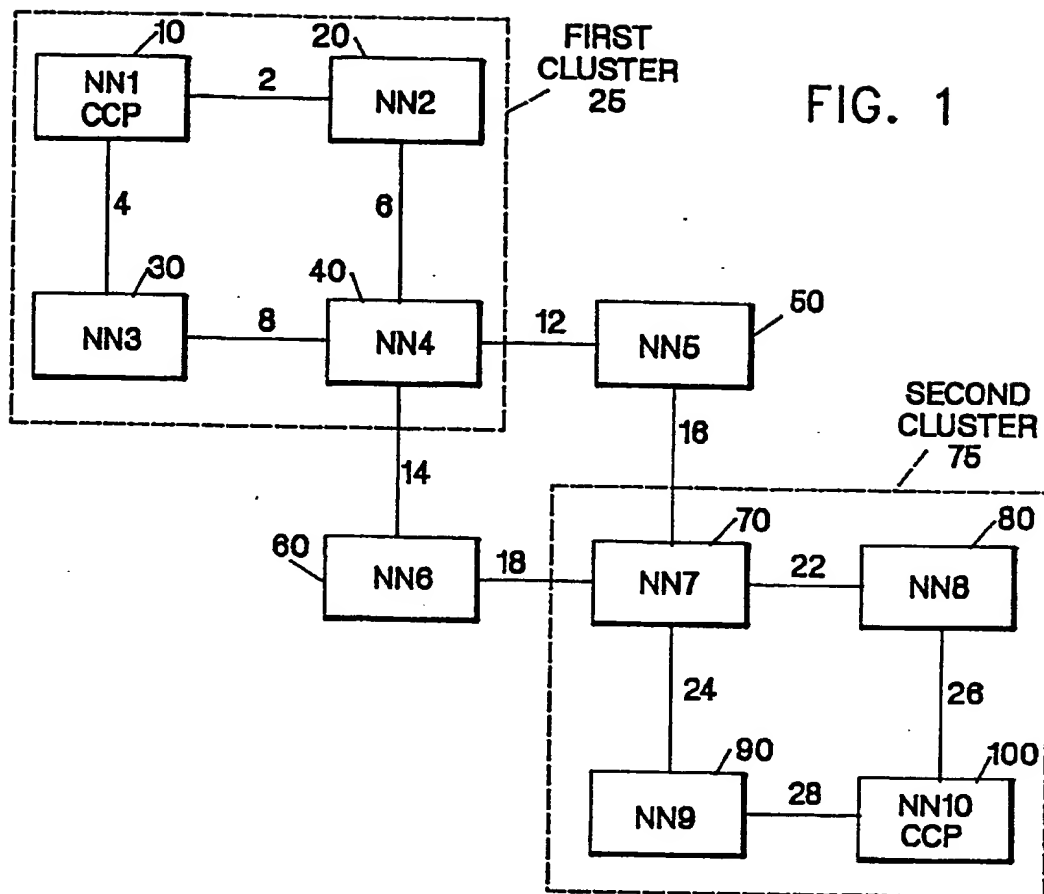 10
20
FIRST
CLUSTER
25
FIG. 1
NN1
CCP
2
NN2
4
6
30
40
50
NN3
8
NN4
12
NN5
SECOND
CLUSTER
75
16
14
60
70
80
NN6
18
NN7
22
NN8
24
26
90
100
NN9
28
NN10
CCP